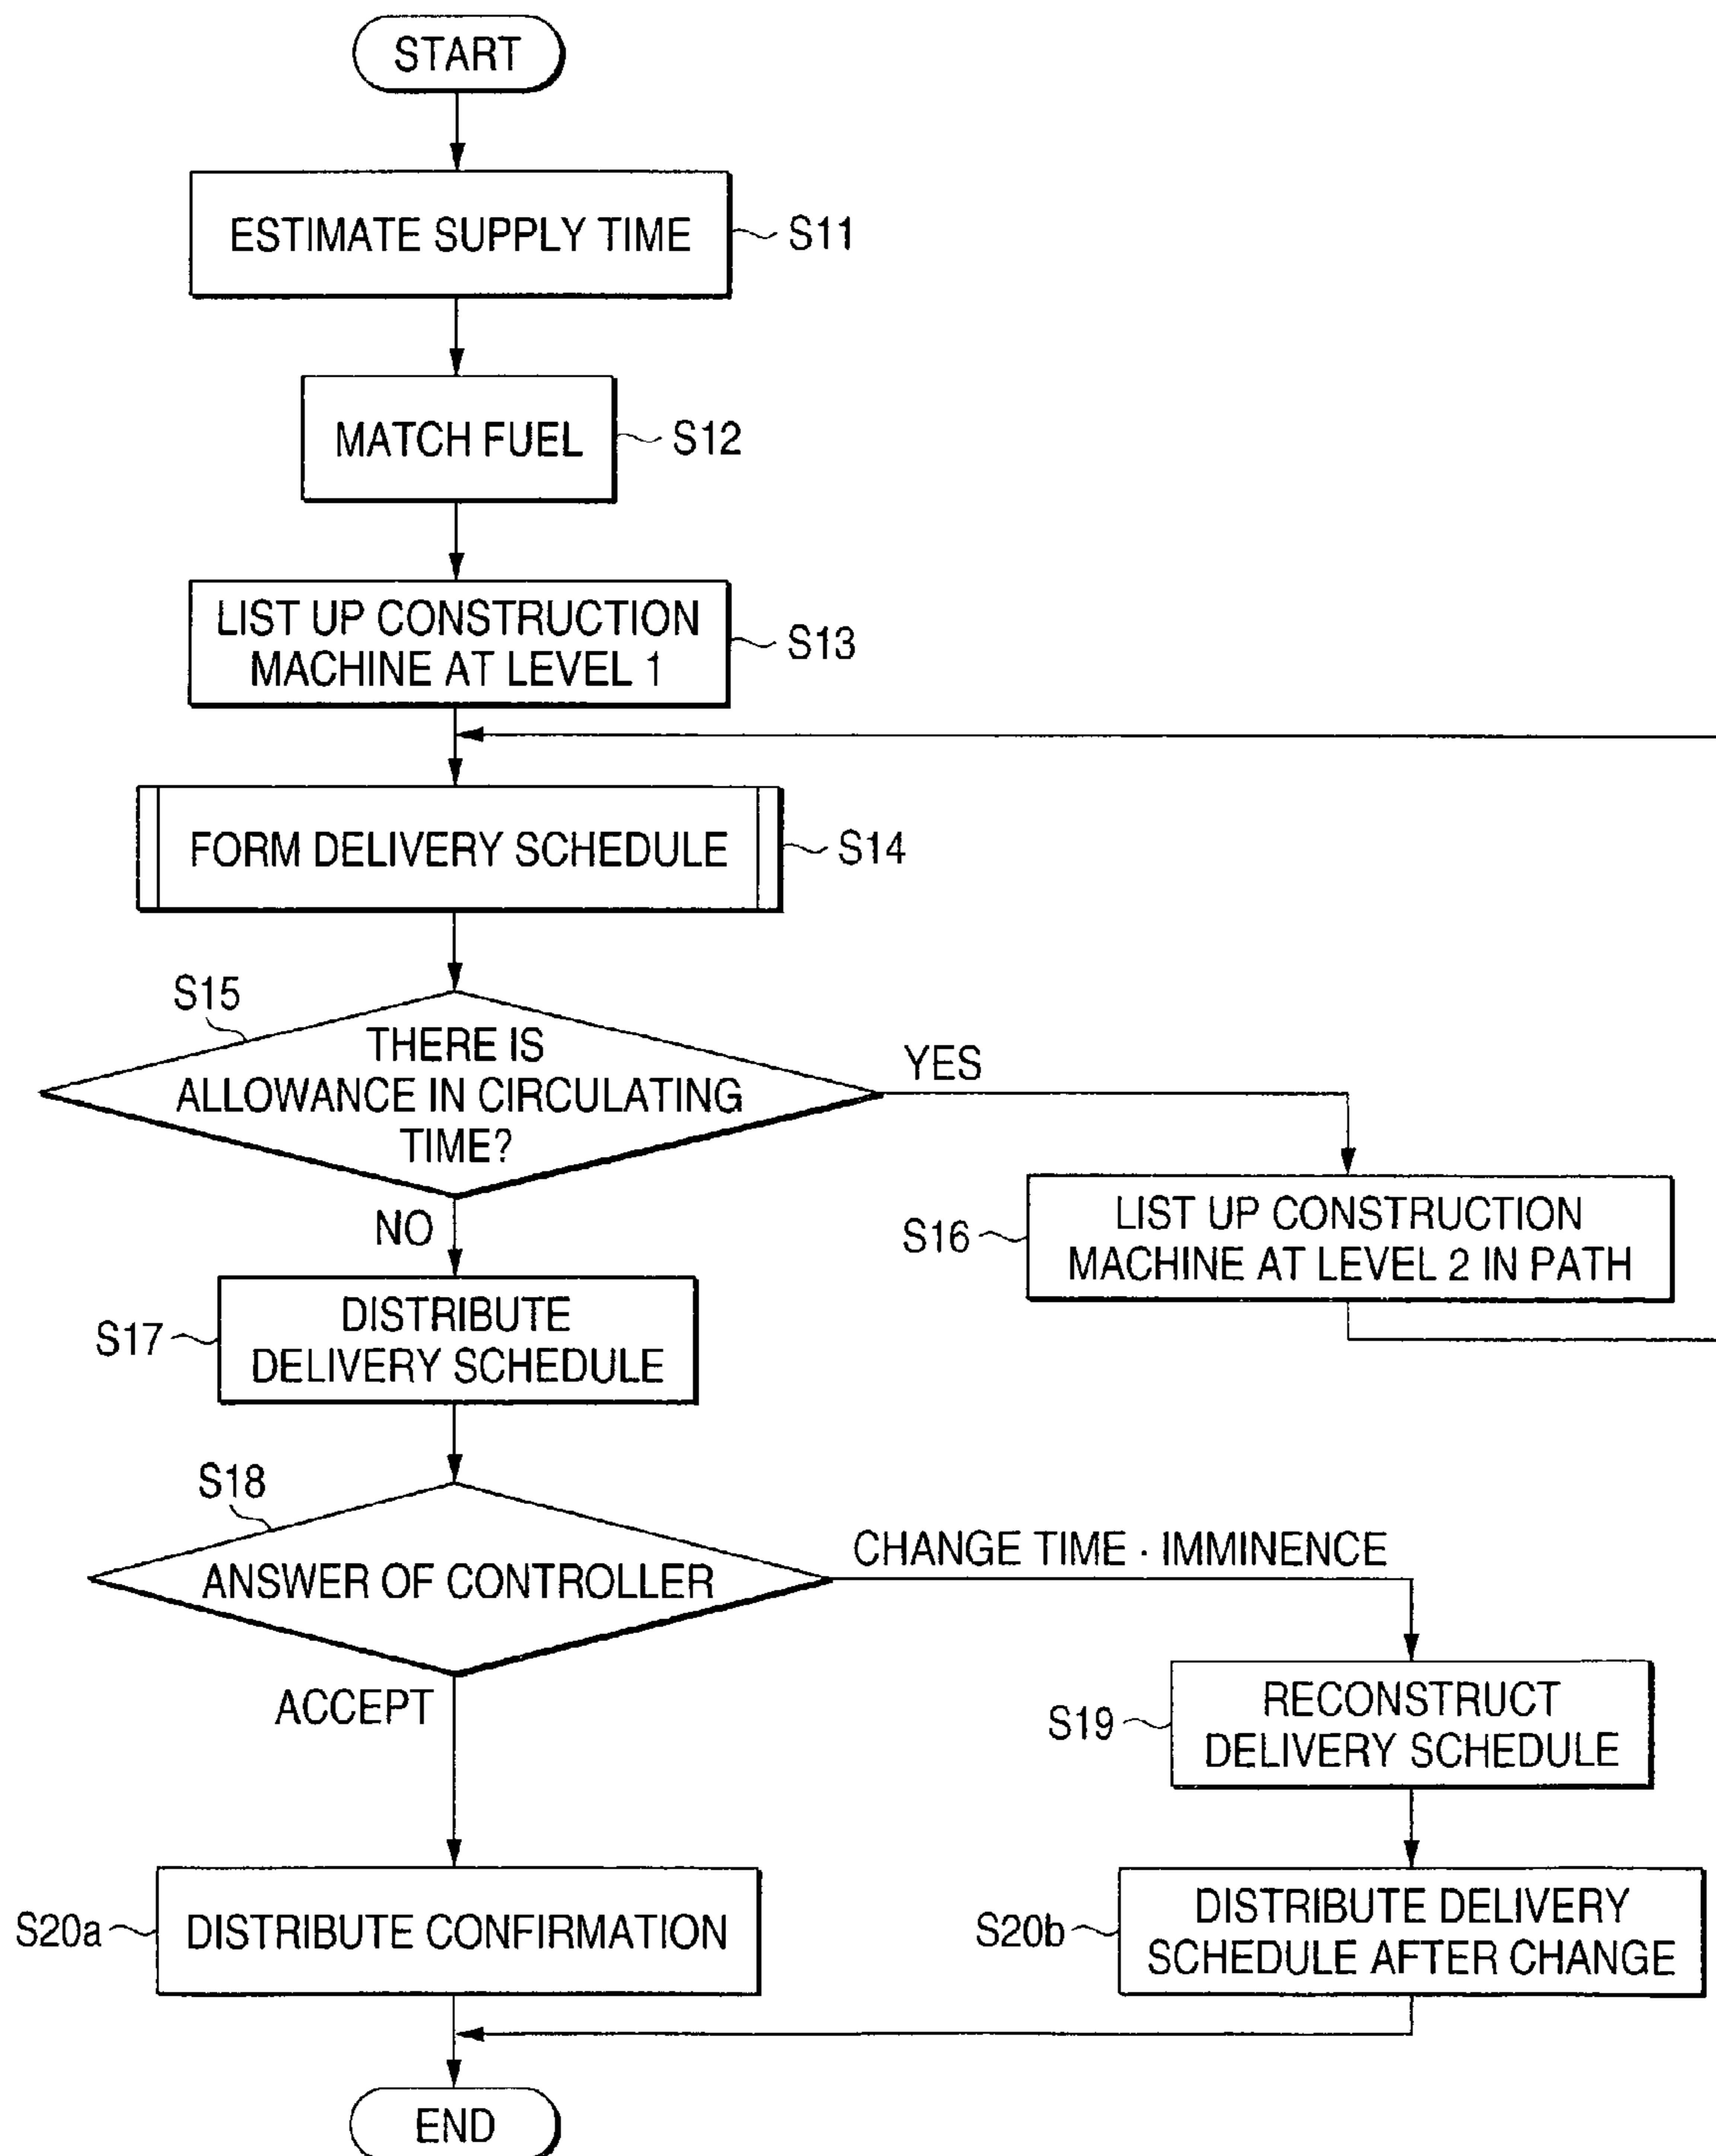 START
ESTIMATE SUPPLY TIME
S11
MATCH FUEL
S12
LIST UP CONSTRUCTION
MACHINE AT LEVEL 1
S13
FORM DELIVERY SCHEDULE
S14
S15
THERE IS
ALLOWANCE IN CIRCULATING
TIME?
YES
NO
S16
LIST UP CONSTRUCTION
MACHINE AT LEVEL 2 IN PATH
S17
DISTRIBUTE
DELIVERY SCHEDULE
S18
ANSWER OF CONTROLLER
CHANGE TIME · IMMINENCE
ACCEPT
S19
RECONSTRUCT
DELIVERY SCHEDULE
S20a
DISTRIBUTE CONFIRMATION
S20b
DISTRIBUTE DELIVERY
SCHEDULE AFTER CHANGE
END